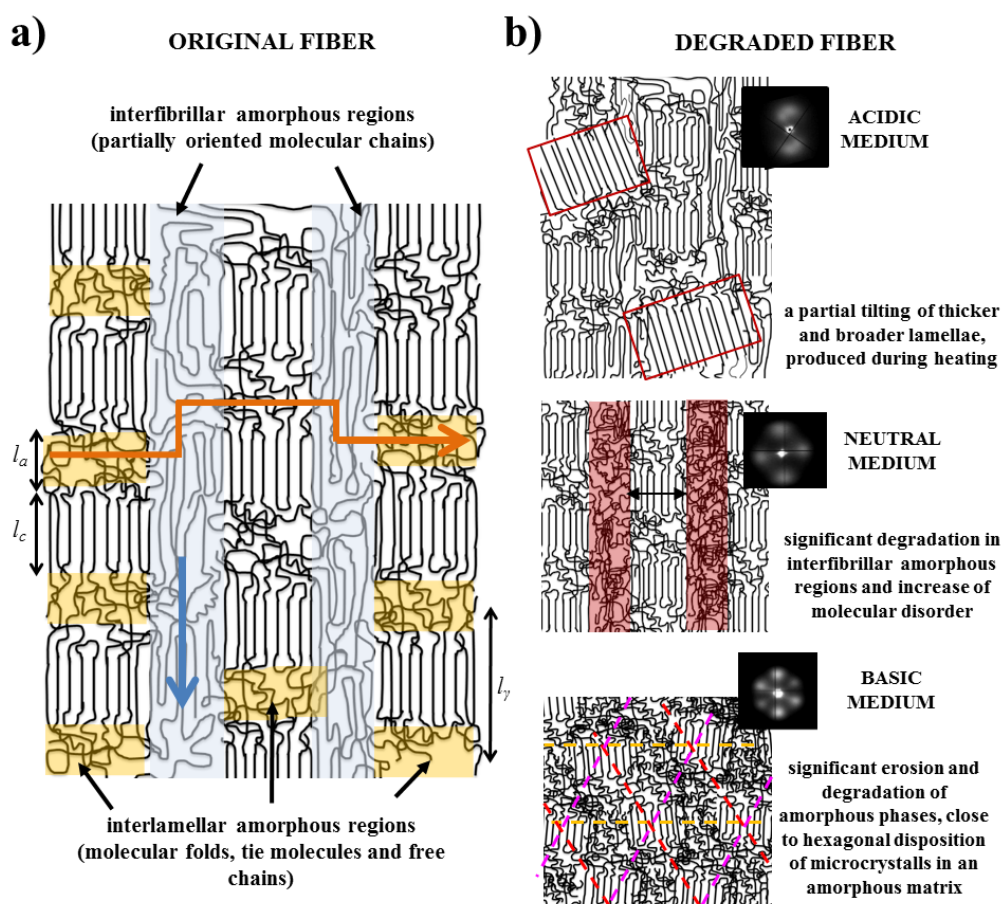 a)
ORIGINAL FIBER
interfibrillar amorphous regions
(partially oriented molecular chains)
lₐ
l_c
l_γ
interlamellar amorphous regions
(molecular folds, tie molecules and free
chains)
b)
DEGRADED FIBER
ACIDIC
MEDIUM
a partial tilting of thicker
and broader lamellae,
produced during heating
NEUTRAL
MEDIUM
significant degradation in
interfibrillar amorphous
regions and increase of
molecular disorder
BASIC
MEDIUM
significant erosion and
degradation of
amorphous phases, close
to hexagonal disposition
of microcrystalls in an
amorphous matrix